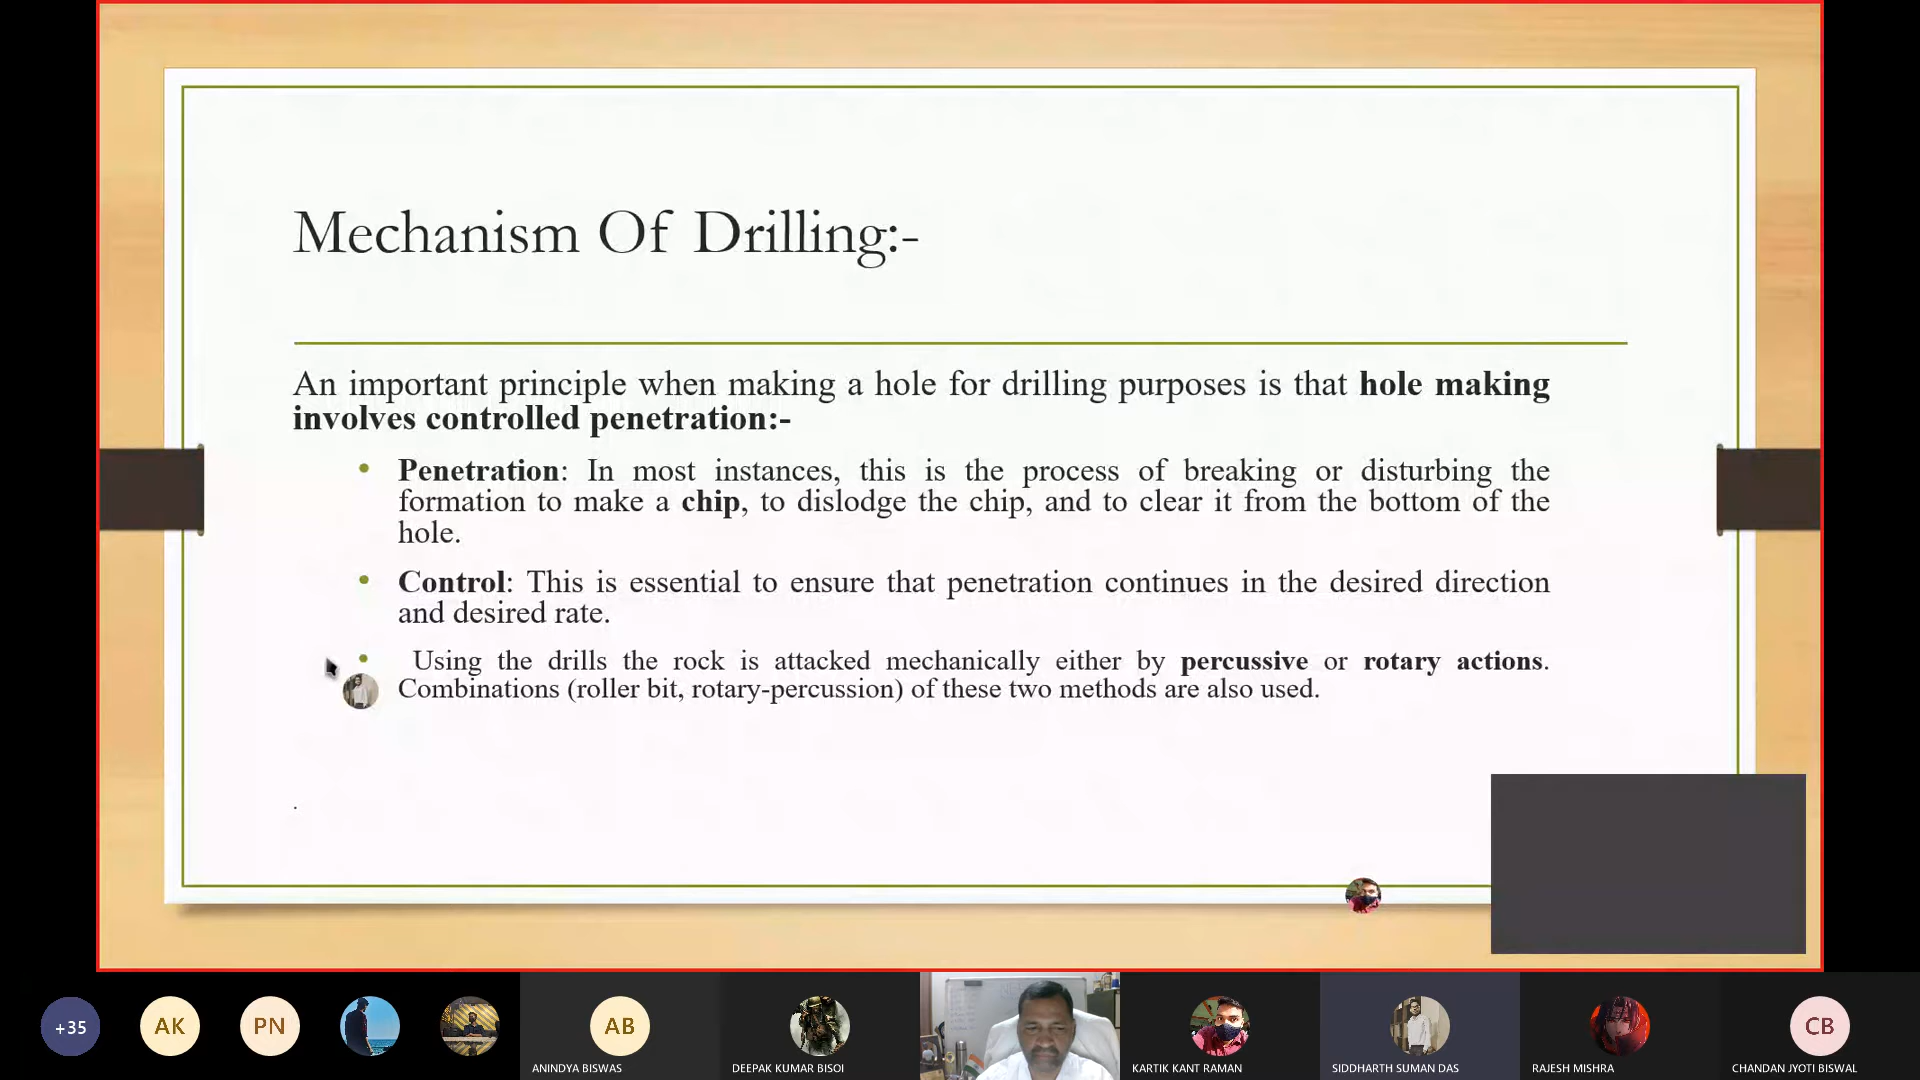 Mechanism Of Drilling:-
An important principle when making a hole for drilling purposes is that hole making
involves controlled penetration:-
• Penetration: In most instances, this is the process of breaking or disturbing the
formation to make a chip, to dislodge the chip, and to clear it from the bottom of the
hole.
• Control: This is essential to ensure that penetration continues in the desired direction
and desired rate.
• Using the drills the rock is attacked mechanically either by percussive or rotary actions.
Combinations (roller bit, rotary-percussion) of these two methods are also used.
.
+35
AK
PN
AB
ANINDYA BISWAS
DEEPAK KUMAR BISOI
KARTIK KANT RAMAN
SIDDHARTH SUMAN DAS
RAJESH MISHRA
CB
CHANDAN JYOTI BISWAL